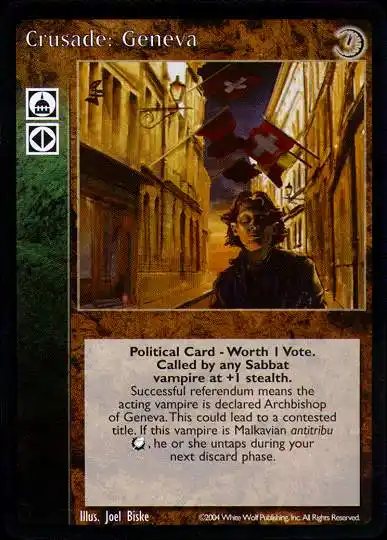 Crusade: Geneva
Political Card - Worth 1 Vote.
Called by any Sabbat
vampire at +1 stealth.
Successful referendum means the
acting vampire is declared Archbishop
of Geneva. This could lead to a contested
title. If this vampire is Malkavian antitribu
, he or she untaps during your
next discard phase.
Illus. Joel Biske
©2004 White Wolf Publishing, Inc. All Rights Reserved.